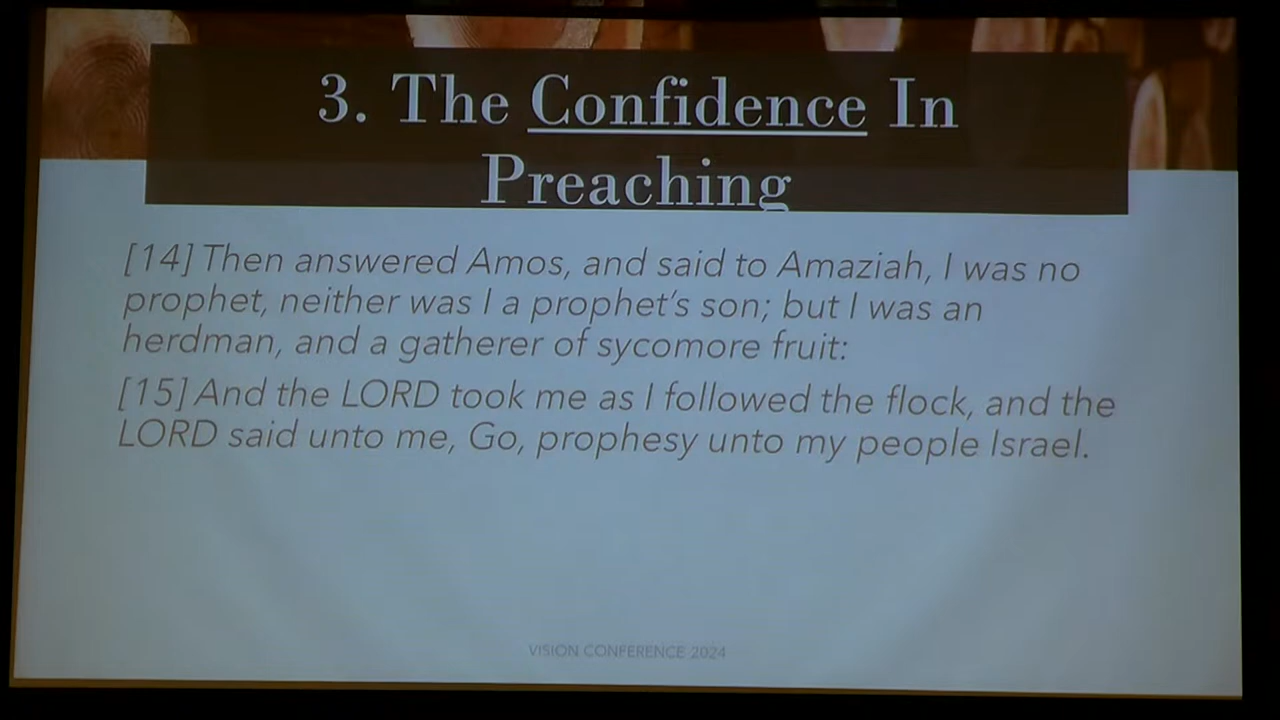 3. The Confidence In
Preaching
[14] Then answered Amos, and said to Amaziah, I was no
prophet, neither was I a prophet's son; but I was an
herdman, and a gatherer of sycomore fruit:
[15] And the LORD took me as I followed the flock, and the
LORD said unto me, Go, prophesy unto my people Israel.
VISION CONFERENCE 2024